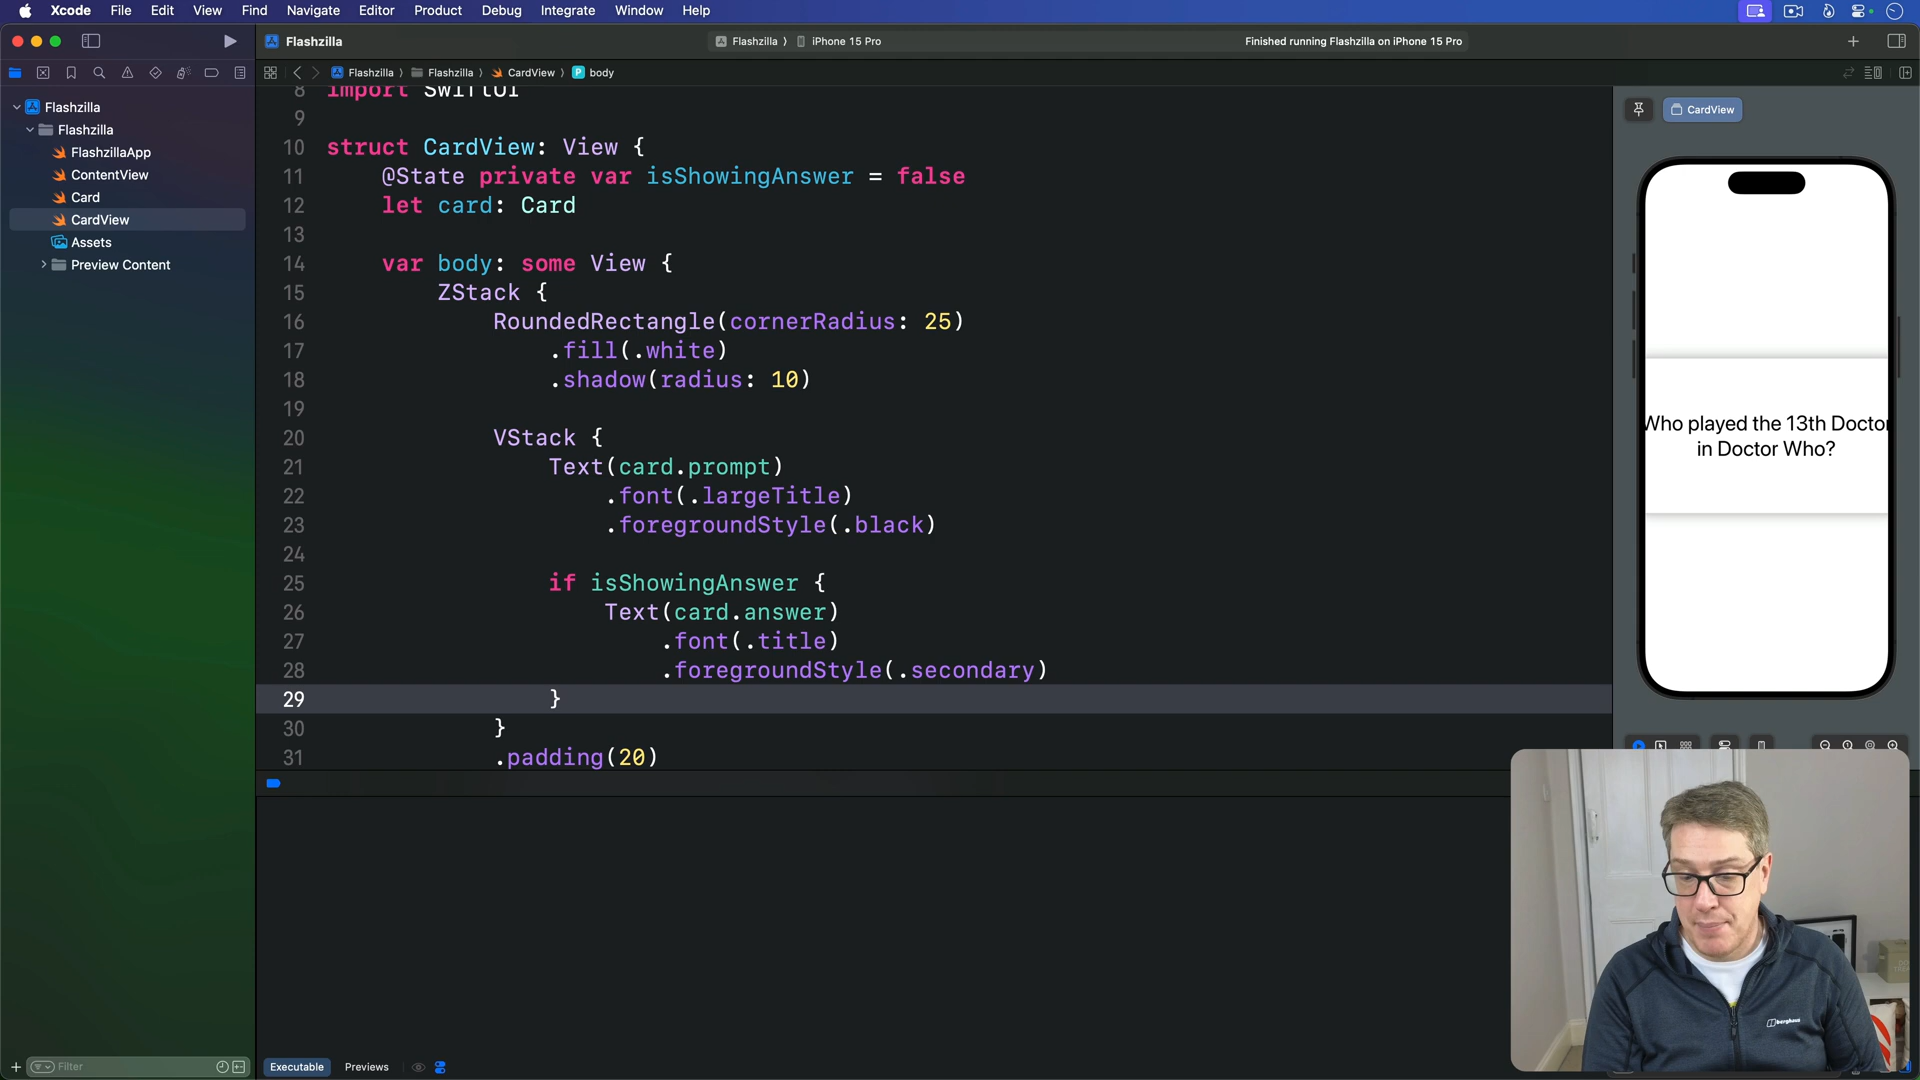 Xcode File Edit View Find Navigate Editor Product Debug Integrate Window Help
Flashzilla
Flashzilla iPhone 15 Pro
Finished running Flashzilla on iPhone 15 Pro
Flashzilla Flashzilla CardView P body
Flashzilla
Flashzilla
FlashzillaApp
ContentView
Card
CardView
Assets
Preview Content
8 import SwiftUI
9
10 struct CardView: View {
11 @State private var isShowingAnswer = false
12 let card: Card
13
14 var body: some View {
15 ZStack {
16 RoundedRectangle(cornerRadius: 25)
17 .fill(.white)
18 .shadow(radius: 10)
19
20 VStack {
21 Text(card.prompt)
22 .font(.largeTitle)
23 .foregroundStyle(.black)
24
25 if isShowingAnswer {
26 Text(card.answer)
27 .font(.title)
28 .foregroundStyle(.secondary)
29 }
30 }
31 .padding(20)
CardView
Who played the 13th Doctor
in Doctor Who?
berghaus
Filter
Executable Previews